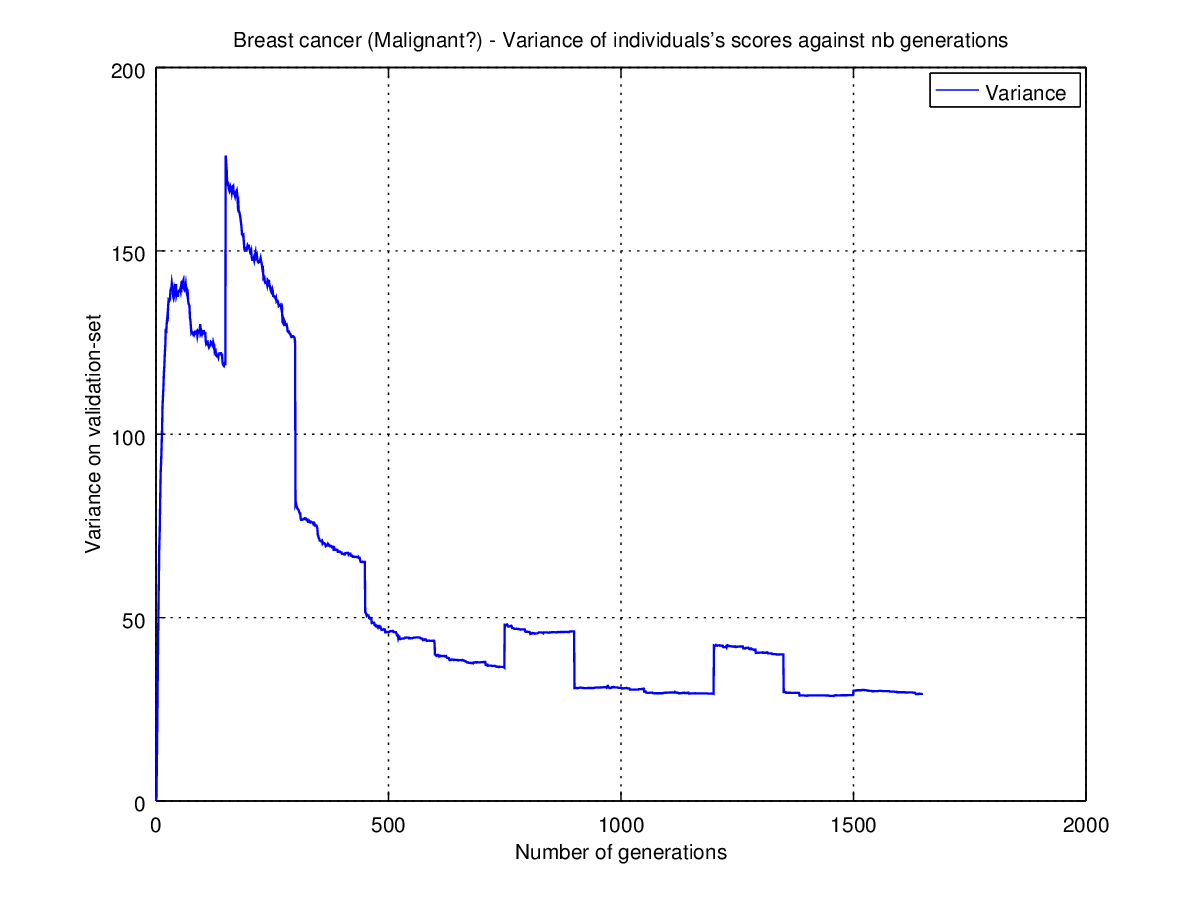 Breast cancer (Malignant?) - Variance of individuals's scores against nb generations
200
Variance
150
100
50
0
Variance on validation-set
0 500 1000 1500 2000
Number of generations